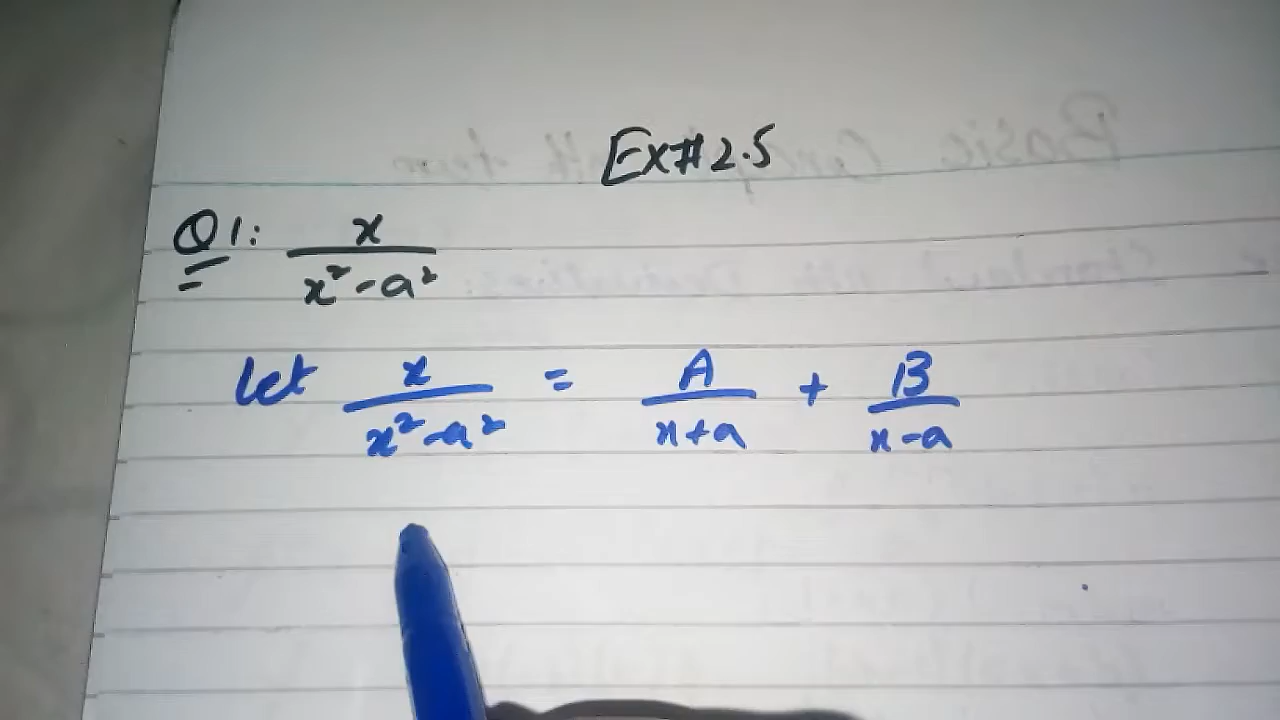 Ex#2.5
Q1: x/(x²-a²)
Let x/(x²-a²) = A/(x+a) + B/(x-a)